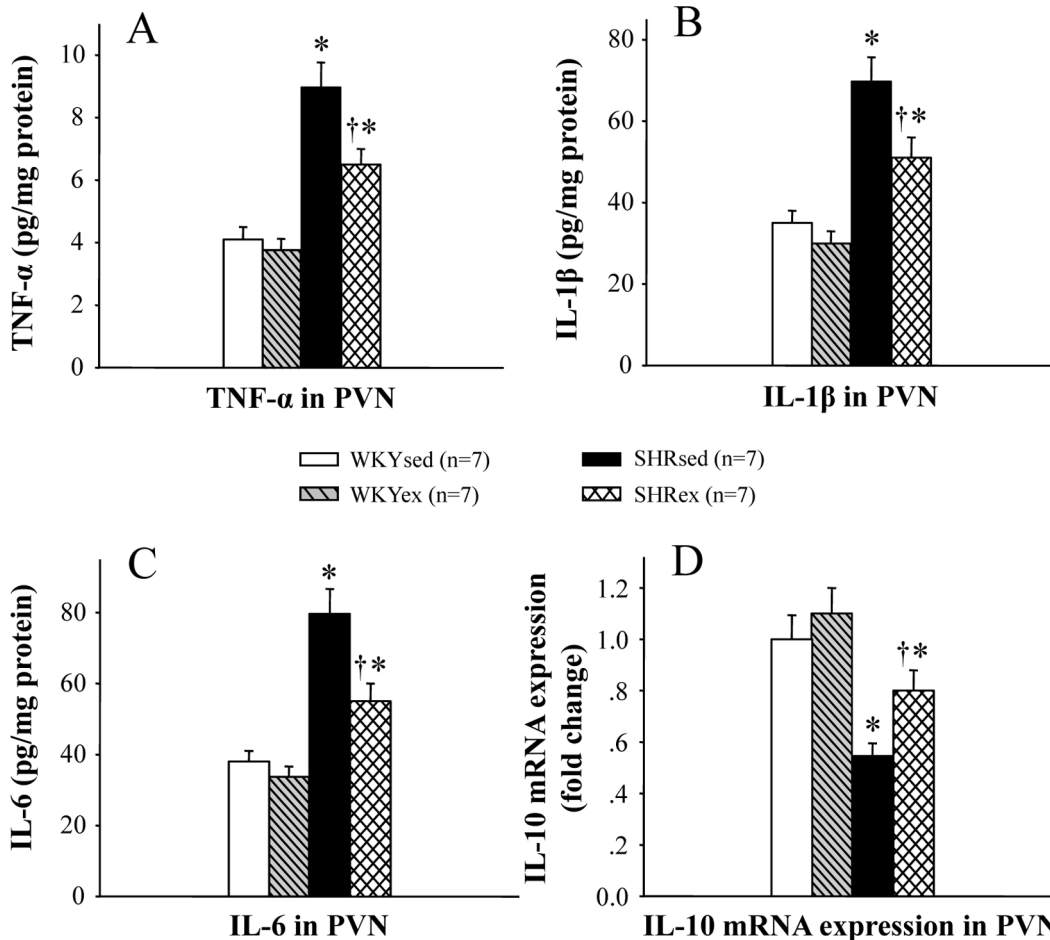 A
TNF-α (pg/mg protein)
10
8
6
4
2
0
*
†*
TNF-α in PVN
B
IL-1β (pg/mg protein)
80
60
40
20
0
*
†*
IL-1β in PVN
WKYsed (n=7)
SHRsed (n=7)
WKYex (n=7)
SHRex (n=7)
C
IL-6 (pg/mg protein)
80
60
40
20
0
*
†*
IL-6 in PVN
D
IL-10 mRNA expression
(fold change)
1.2
1.0
.8
.6
.4
.2
0.0
*
†*
IL-10 mRNA expression in PVN